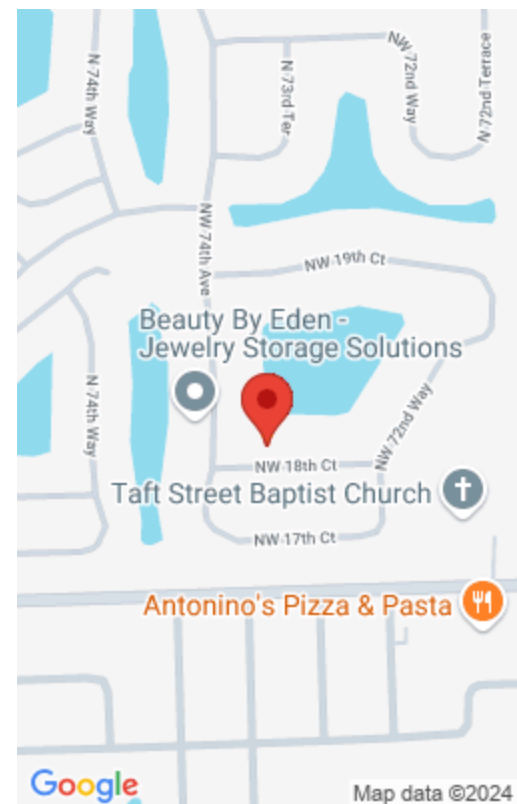 NW 72nd Way
N 72nd Terrace
N 73rd Ter
N 74th Way
NW 74th Ave
NW 19th Ct
Beauty By Eden -
Jewelry Storage Solutions
N 74th Way
NW 72nd Way
NW 18th Ct
Taft Street Baptist Church
NW 17th Ct
Antonino's Pizza & Pasta
Google
Map data ©2024